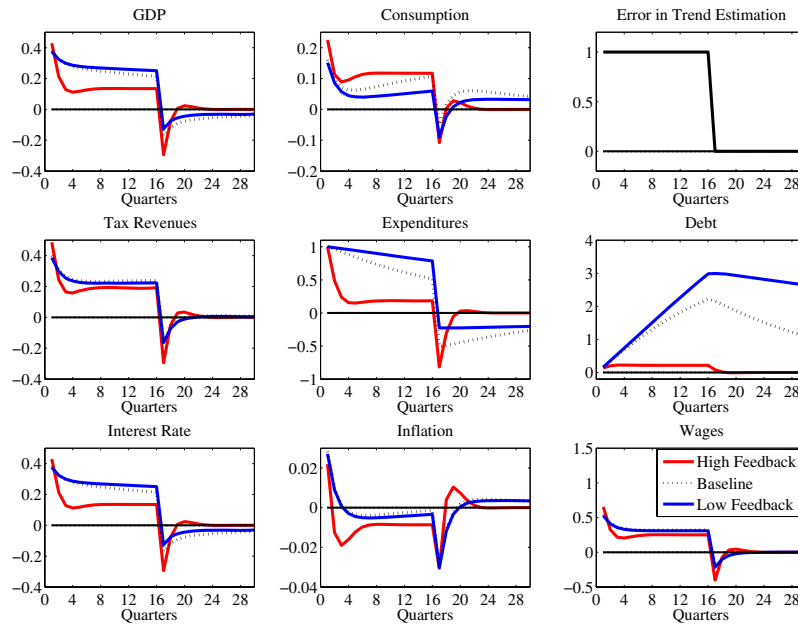 GDP
Consumption
Error in Trend Estimation
0.4
0.2
0
−0.2
−0.4
0 4 8 12 16 20 24 28
Quarters
0.2
0.1
0
0.1
0.2
0 4 8 12 16 20 24 28
Quarters
1
0.5
0
0 4 8 12 16 20 24 28
Quarters
Tax Revenues
Expenditures
Debt
0.4
0.2
0
−0.2
−0.4
0 4 8 12 16 20 24 28
Quarters
1
0.5
0
−0.5
−1
0 4 8 12 16 20 24 28
Quarters
4
3
2
1
0
0 4 8 12 16 20 24 28
Quarters
Interest Rate
Inflation
Wages
0.4
0.2
0
−0.2
−0.4
0 4 8 12 16 20 24 28
Quarters
0.02
0
−0.02
−0.04
0 4 8 12 16 20 24 28
Quarters
1.5
1
0.5
0
−0.5
0 4 8 12 16 20 24 28
Quarters
High Feedback
Baseline
Low Feedback